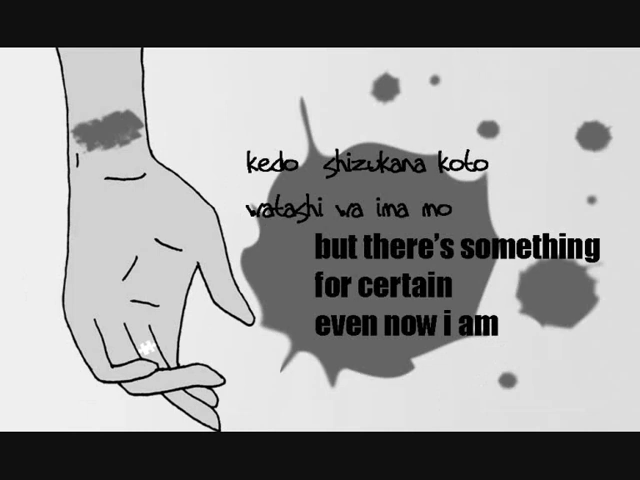 kedo shizukana koto
watashi wa ima mo
but there's something
for certain
even now i am